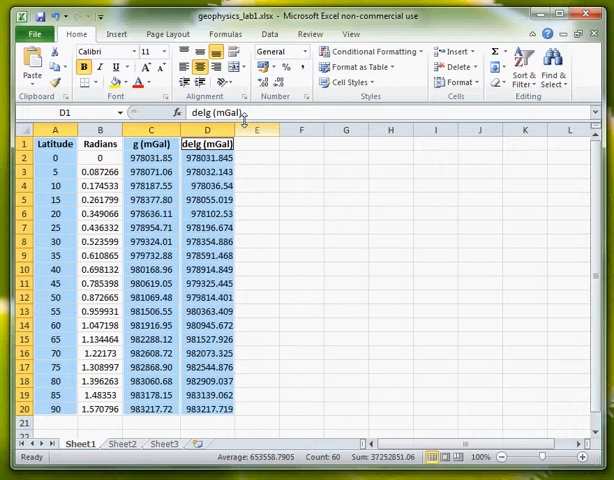 geophysics_lab1.xlsx - Microsoft Excel non-commercial use
File Home Insert Page Layout Formulas Data Review View
Calibri 11 General Conditional Formatting Insert Σ
Paste B I U $ % , Format as Table Delete Sort & Find &
A Cell Styles Format Filter Select
Clipboard Font Alignment Number Styles Cells Editing
D1 fx delg (mGal)
A B C D E F G H I J K L
1 Latitude Radians g (mGal) delg (mGal)
2 0 0 978031.85 978031.845
3 5 0.087266 978071.06 978032.143
4 10 0.174533 978187.55 978036.54
5 15 0.261799 978377.80 978055.019
6 20 0.349066 978636.11 978102.53
7 25 0.436332 978954.71 978196.674
8 30 0.523599 979324.01 978354.886
9 35 0.610865 979732.88 978591.468
10 40 0.698132 980168.96 978914.849
11 45 0.785398 980619.05 979325.445
12 50 0.872665 981069.48 979814.401
13 55 0.959931 981506.55 980363.409
14 60 1.047198 981916.95 980945.672
15 65 1.134464 982288.12 981527.926
16 70 1.22173 982608.72 982073.325
17 75 1.308997 982868.90 982544.876
18 80 1.396263 983060.68 982909.037
19 85 1.48353 983178.15 983139.062
20 90 1.570796 983217.72 983217.719
21
22
Sheet1 Sheet2 Sheet3
Ready Average: 653558.7905 Count: 60 Sum: 37252851.06 100%